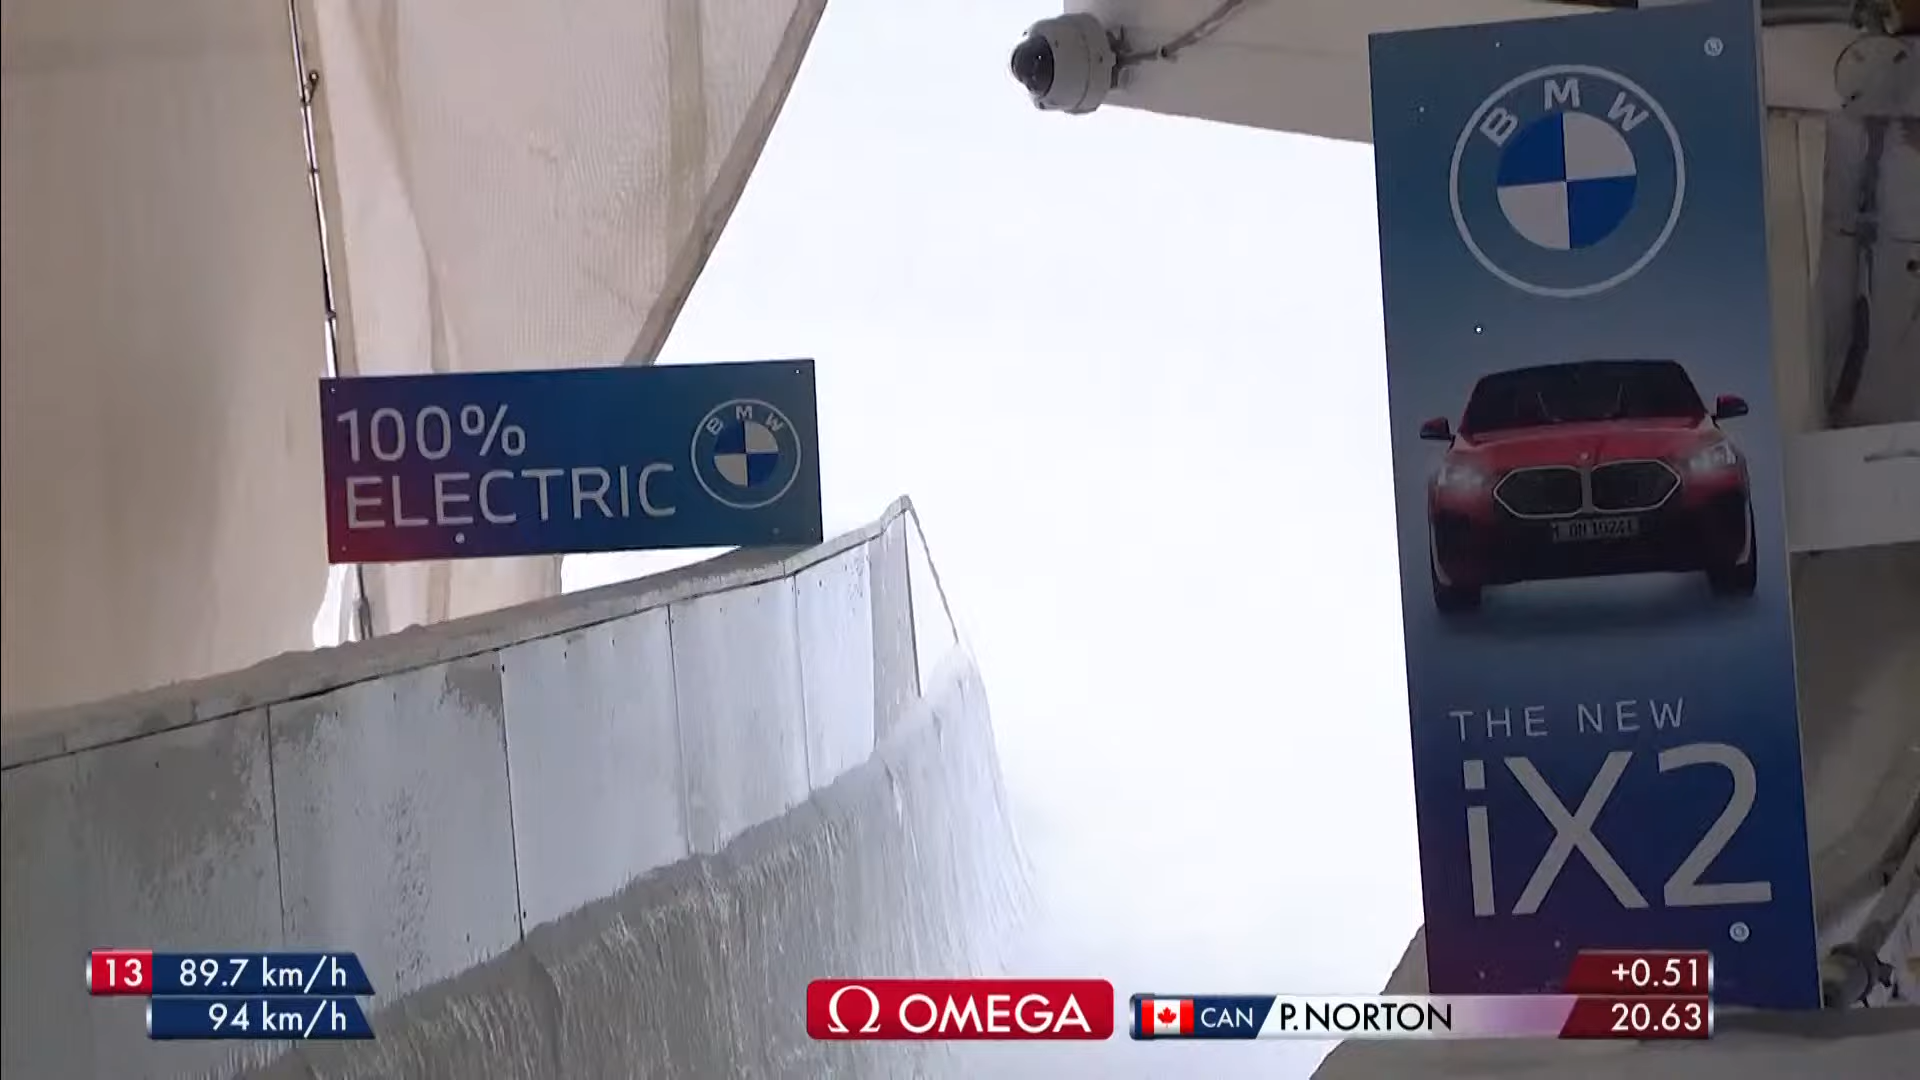 BMW
100%
ELECTRIC
BMW
THE NEW
iX2
13 89.7 km/h
94 km/h
Ω OMEGA
CAN P. NORTON
+0.51
20.63